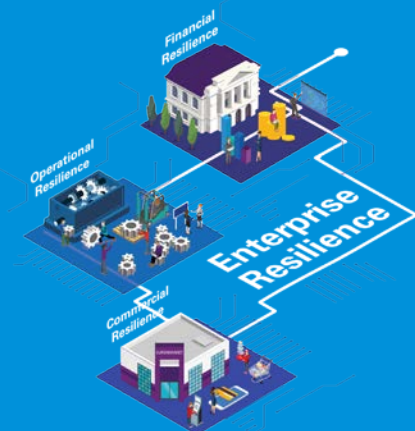 Financial
Resilience
Operational
Resilience
Enterprise
Resilience
Commercial
Resilience